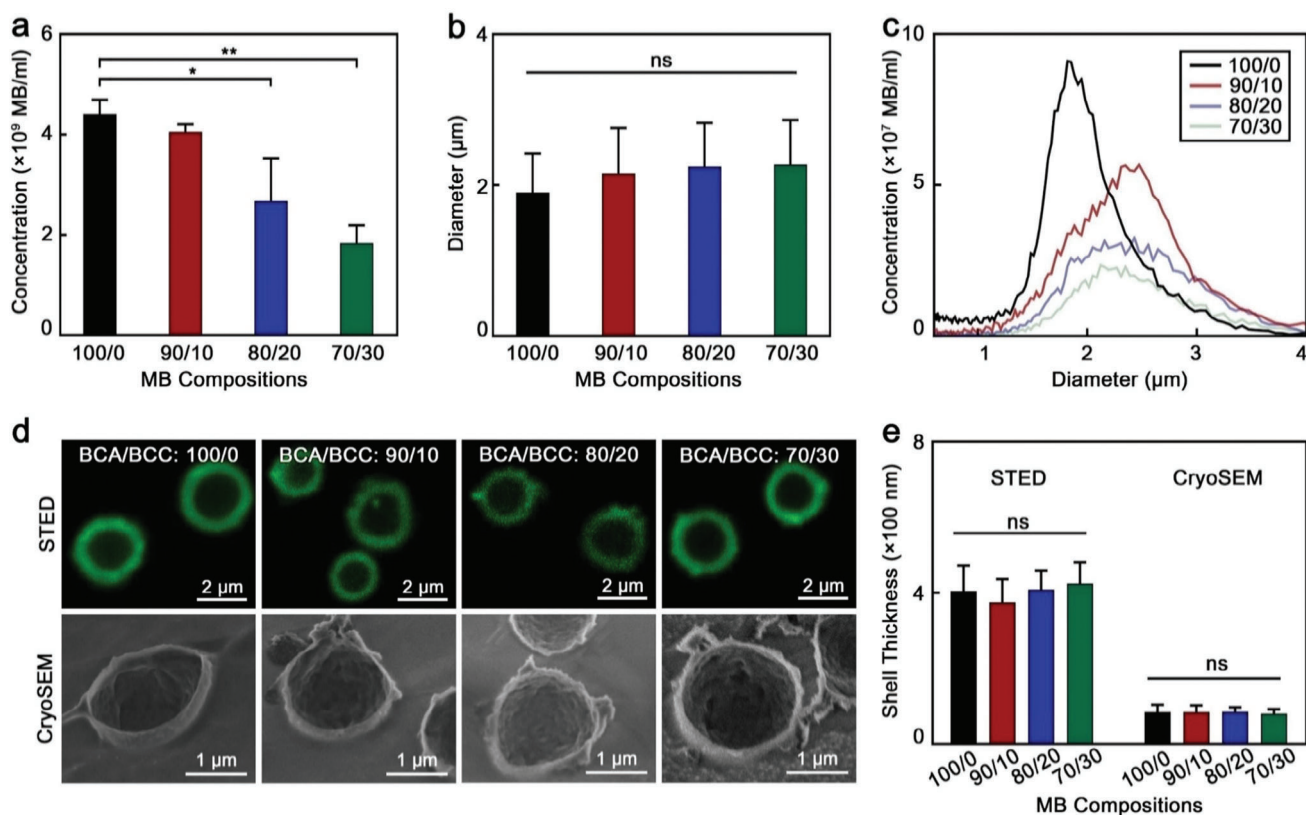 a
Concentration (×10⁹ MB/ml)
6
4
2
0
**
*
100/0 90/10 80/20 70/30
MB Compositions
b
Diameter (µm)
4
2
0
ns
100/0 90/10 80/20 70/30
MB Compositions
c
Concentration (×10⁷ MB/ml)
10
5
0
100/0
90/10
80/20
70/30
1 2 3 4
Diameter (µm)
d
STED
BCA/BCC: 100/0 BCA/BCC: 90/10 BCA/BCC: 80/20 BCA/BCC: 70/30
2 µm 2 µm 2 µm 2 µm
CryoSEM
1 µm 1 µm 1 µm 1 µm
e
Shell Thickness (×100 nm)
8
4
0
STED CryoSEM
ns ns
100/0 90/10 80/20 70/30 100/0 90/10 80/20 70/30
MB Compositions